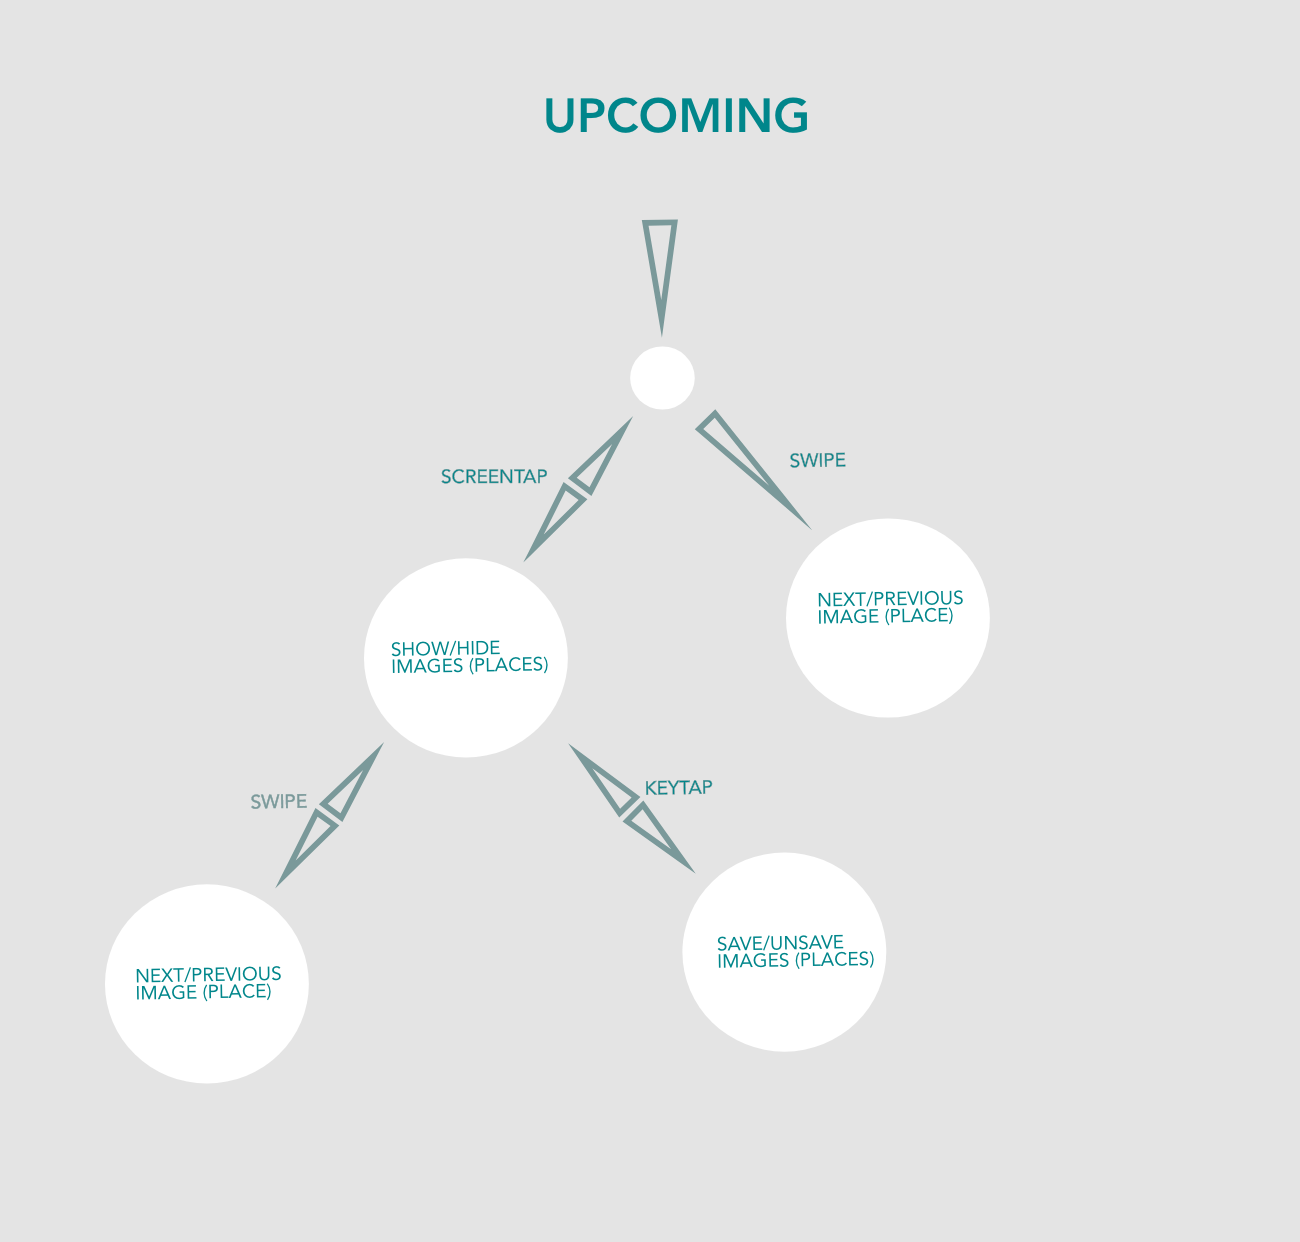 UPCOMING
SWIPE
SCREENTAP
NEXT/PREVIOUS
IMAGE (PLACE)
SHOW/HIDE
IMAGES (PLACES)
KEYTAP
SWIPE
SAVE/UNSAVE
IMAGES (PLACES)
NEXT/PREVIOUS
IMAGE (PLACE)